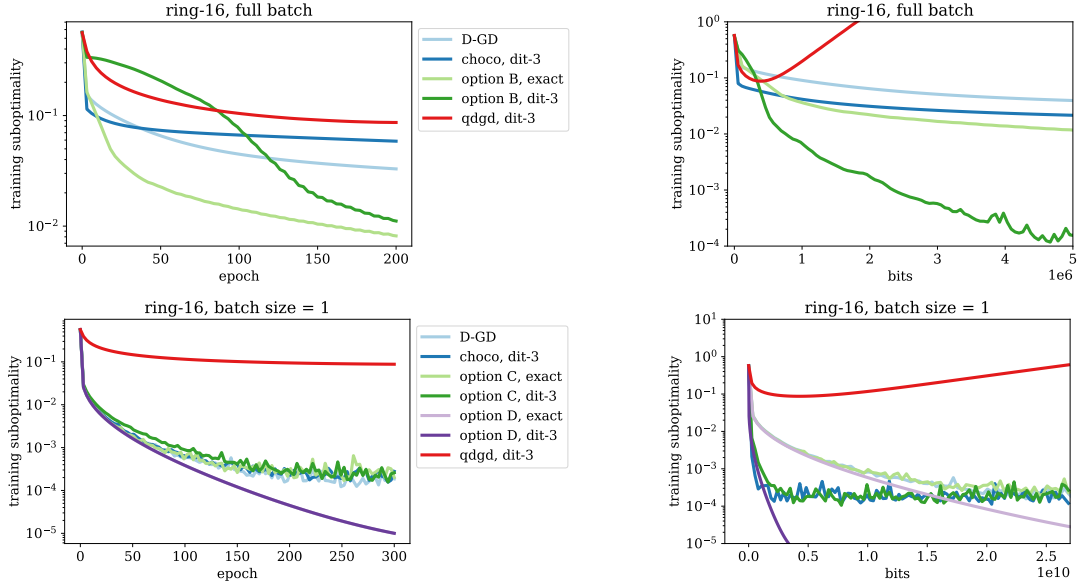 ring-16, full batch
training suboptimality
10⁻¹
10⁻²
0 50 100 150 200
epoch
D-GD
choco, dit-3
option B, exact
option B, dit-3
qdgd, dit-3
ring-16, full batch
training suboptimality
10⁰
10⁻¹
10⁻²
10⁻³
10⁻⁴
0 1 2 3 4 5
bits
1e6
ring-16, batch size = 1
training suboptimality
10⁻¹
10⁻²
10⁻³
10⁻⁴
10⁻⁵
0 50 100 150 200 250 300
epoch
D-GD
choco, dit-3
option C, exact
option C, dit-3
option D, exact
option D, dit-3
qdgd, dit-3
ring-16, batch size = 1
training suboptimality
10¹
10⁰
10⁻¹
10⁻²
10⁻³
10⁻⁴
10⁻⁵
0.0 0.5 1.0 1.5 2.0 2.5
bits
1e10